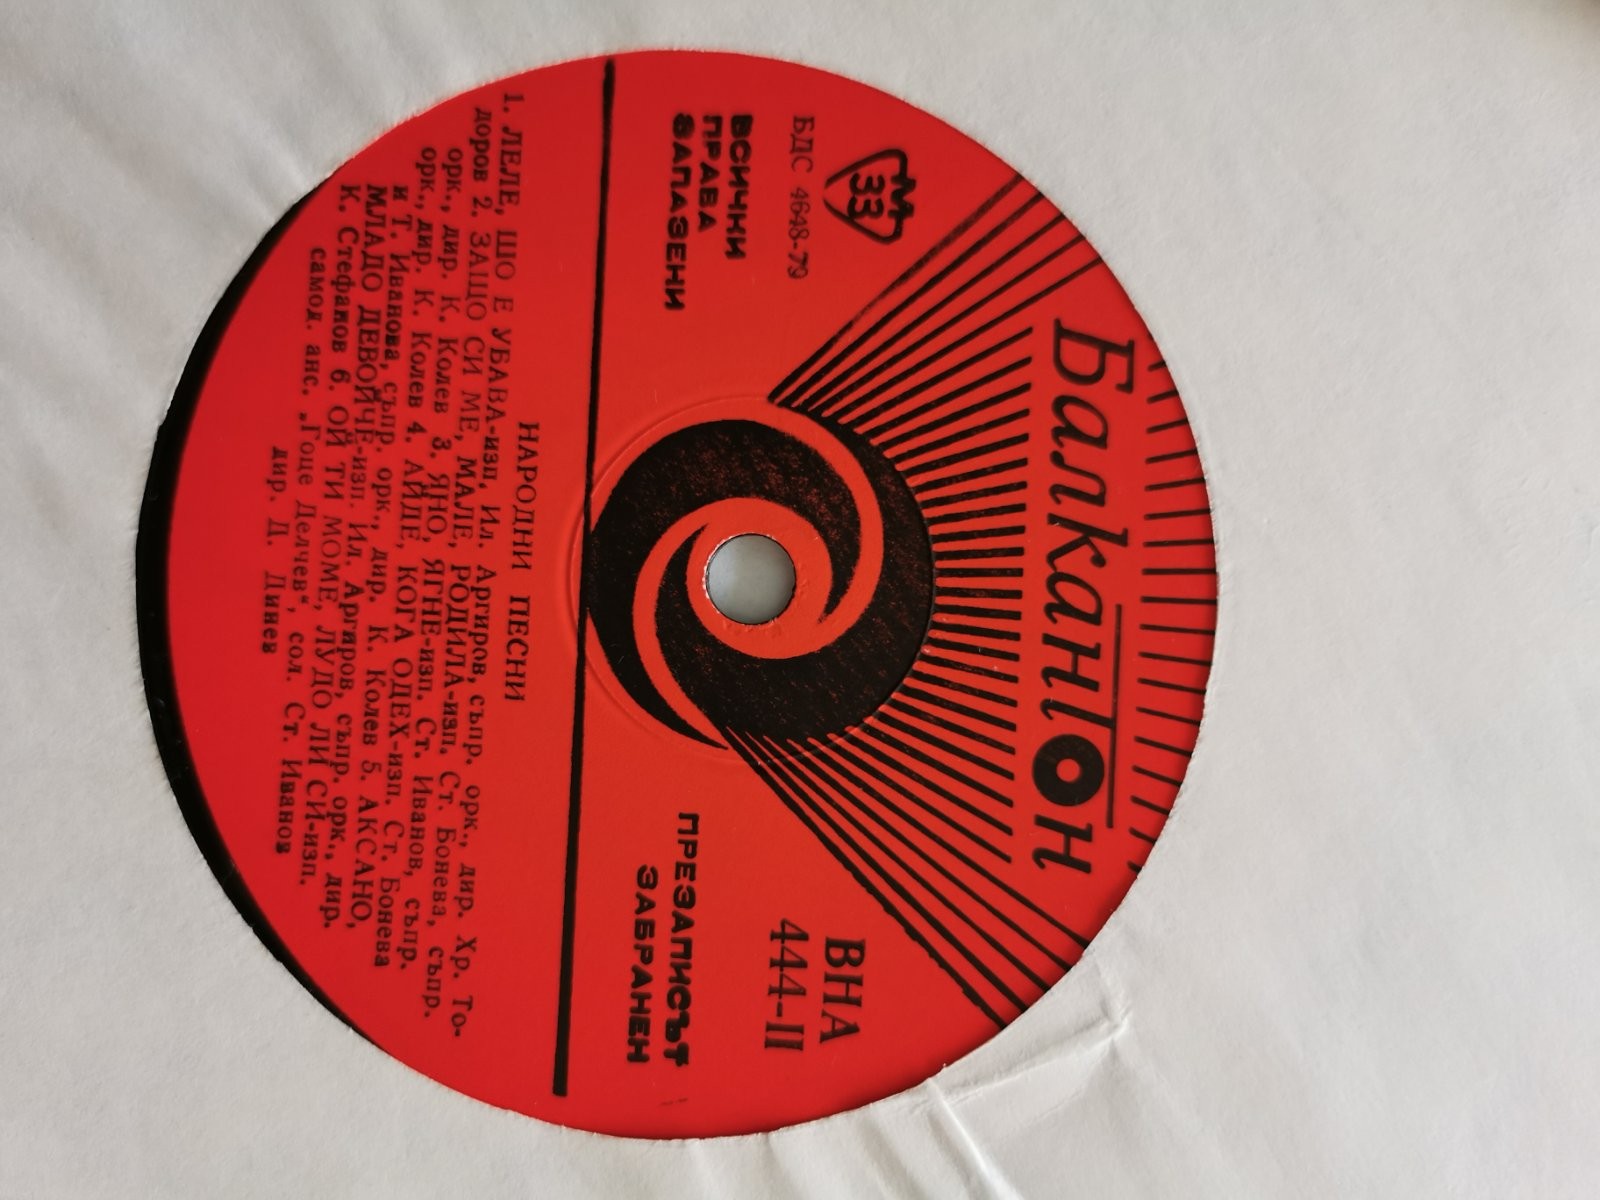 Балкантон
М
33
БДС 4648-79
ВСИЧКИ
ПРАВА
ЗАПАЗЕНИ
ВНА
444-II
ПРЕЗАПИСЪТ
ЗАБРАНЕН
НАРОДНИ ПЕСНИ
1. ЛЕЛЕ, ШО Е УБАВА-изп, Ил. Аргиров, съпр. орк., дир. Хр. То-
доров 2. ЗАЩО СИ МЕ, МАЛЕ, РОДИЛА-изп. Ст. Бонева, съпр.
орк., дир. К. Колев 3. ЯНО, ЯГНЕ-изп. Ст. Иванов, съпр.
орк., дир. К. Колев 4. АЙДЕ, КОГА ОДЕХ-изп. Ст. Бонева
и Т. Иванова, съпр. орк., дир. К. Колев 5. АКСАНО,
МЛАДО ДЕВОЙЧЕ-изп. Ил. Аргиров, съпр. орк., дир.
К. Стефанов 6. ОЙ ТИ МОМЕ, ЛУДО ЛИ СИ-изп.
самод. анс. „Гоце Делчев“, сол. Ст. Иванов
дир. Д. Динев